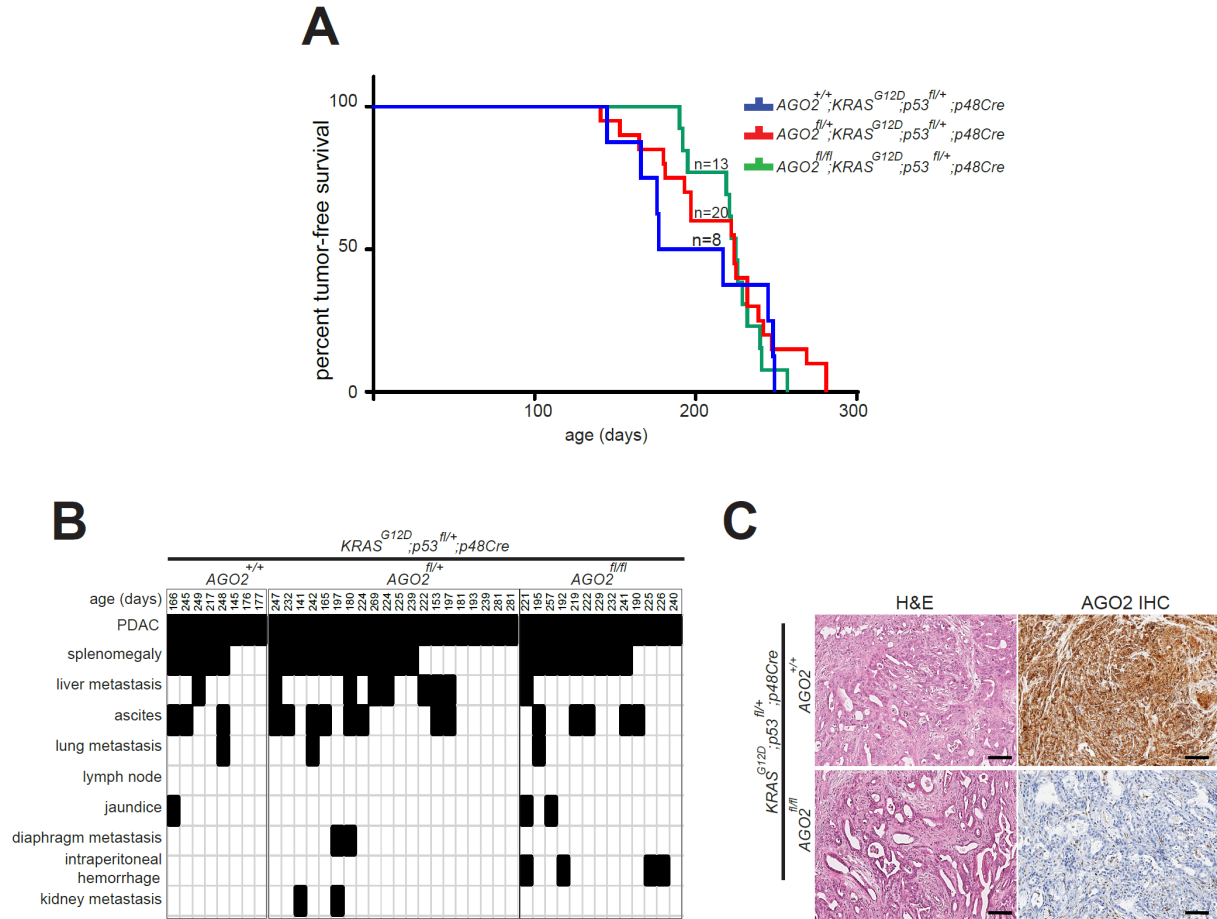 A
100
50
0
100
200
300
percent tumor-free survival
age (days)
n=13
n=20
n=8
AGO2+/+;KRASG12D;p53fl/+;p48Cre
AGO2fl/+;KRASG12D;p53fl/+;p48Cre
AGO2fl/fl;KRASG12D;p53fl/+;p48Cre
B
KRASG12D;p53fl/+;p48Cre
AGO2+/+ AGO2fl/+ AGO2fl/fl
age (days) 166 245 249 217 248 145 176 177 247 232 141 242 165 197 180 224 269 224 225 239 222 153 197 181 193 239 281 281 221 195 257 192 219 222 229 232 241 190 225 226 240
PDAC
splenomegaly
liver metastasis
ascites
lung metastasis
lymph node
jaundice
diaphragm metastasis
intraperitoneal
hemorrhage
kidney metastasis
C
H&E AGO2 IHC
KRASG12D;p53fl/+;p48Cre
AGO2+/+
AGO2fl/fl